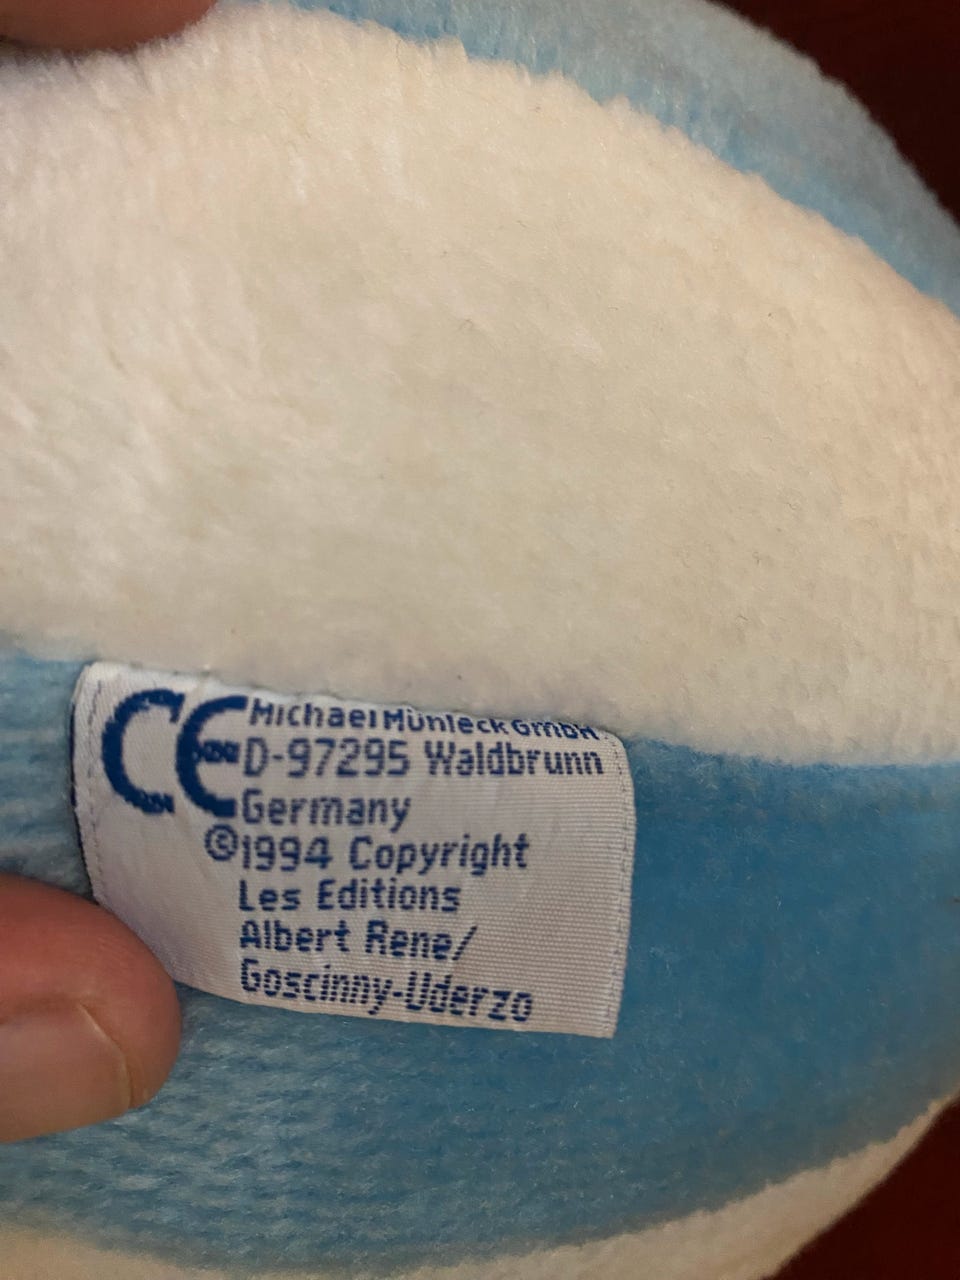 CE Michael Münleck GmbH
D-97295 Waldbrunn
Germany
©1994 Copyright
Les Editions
Albert Rene/
Goscinny-Uderzo